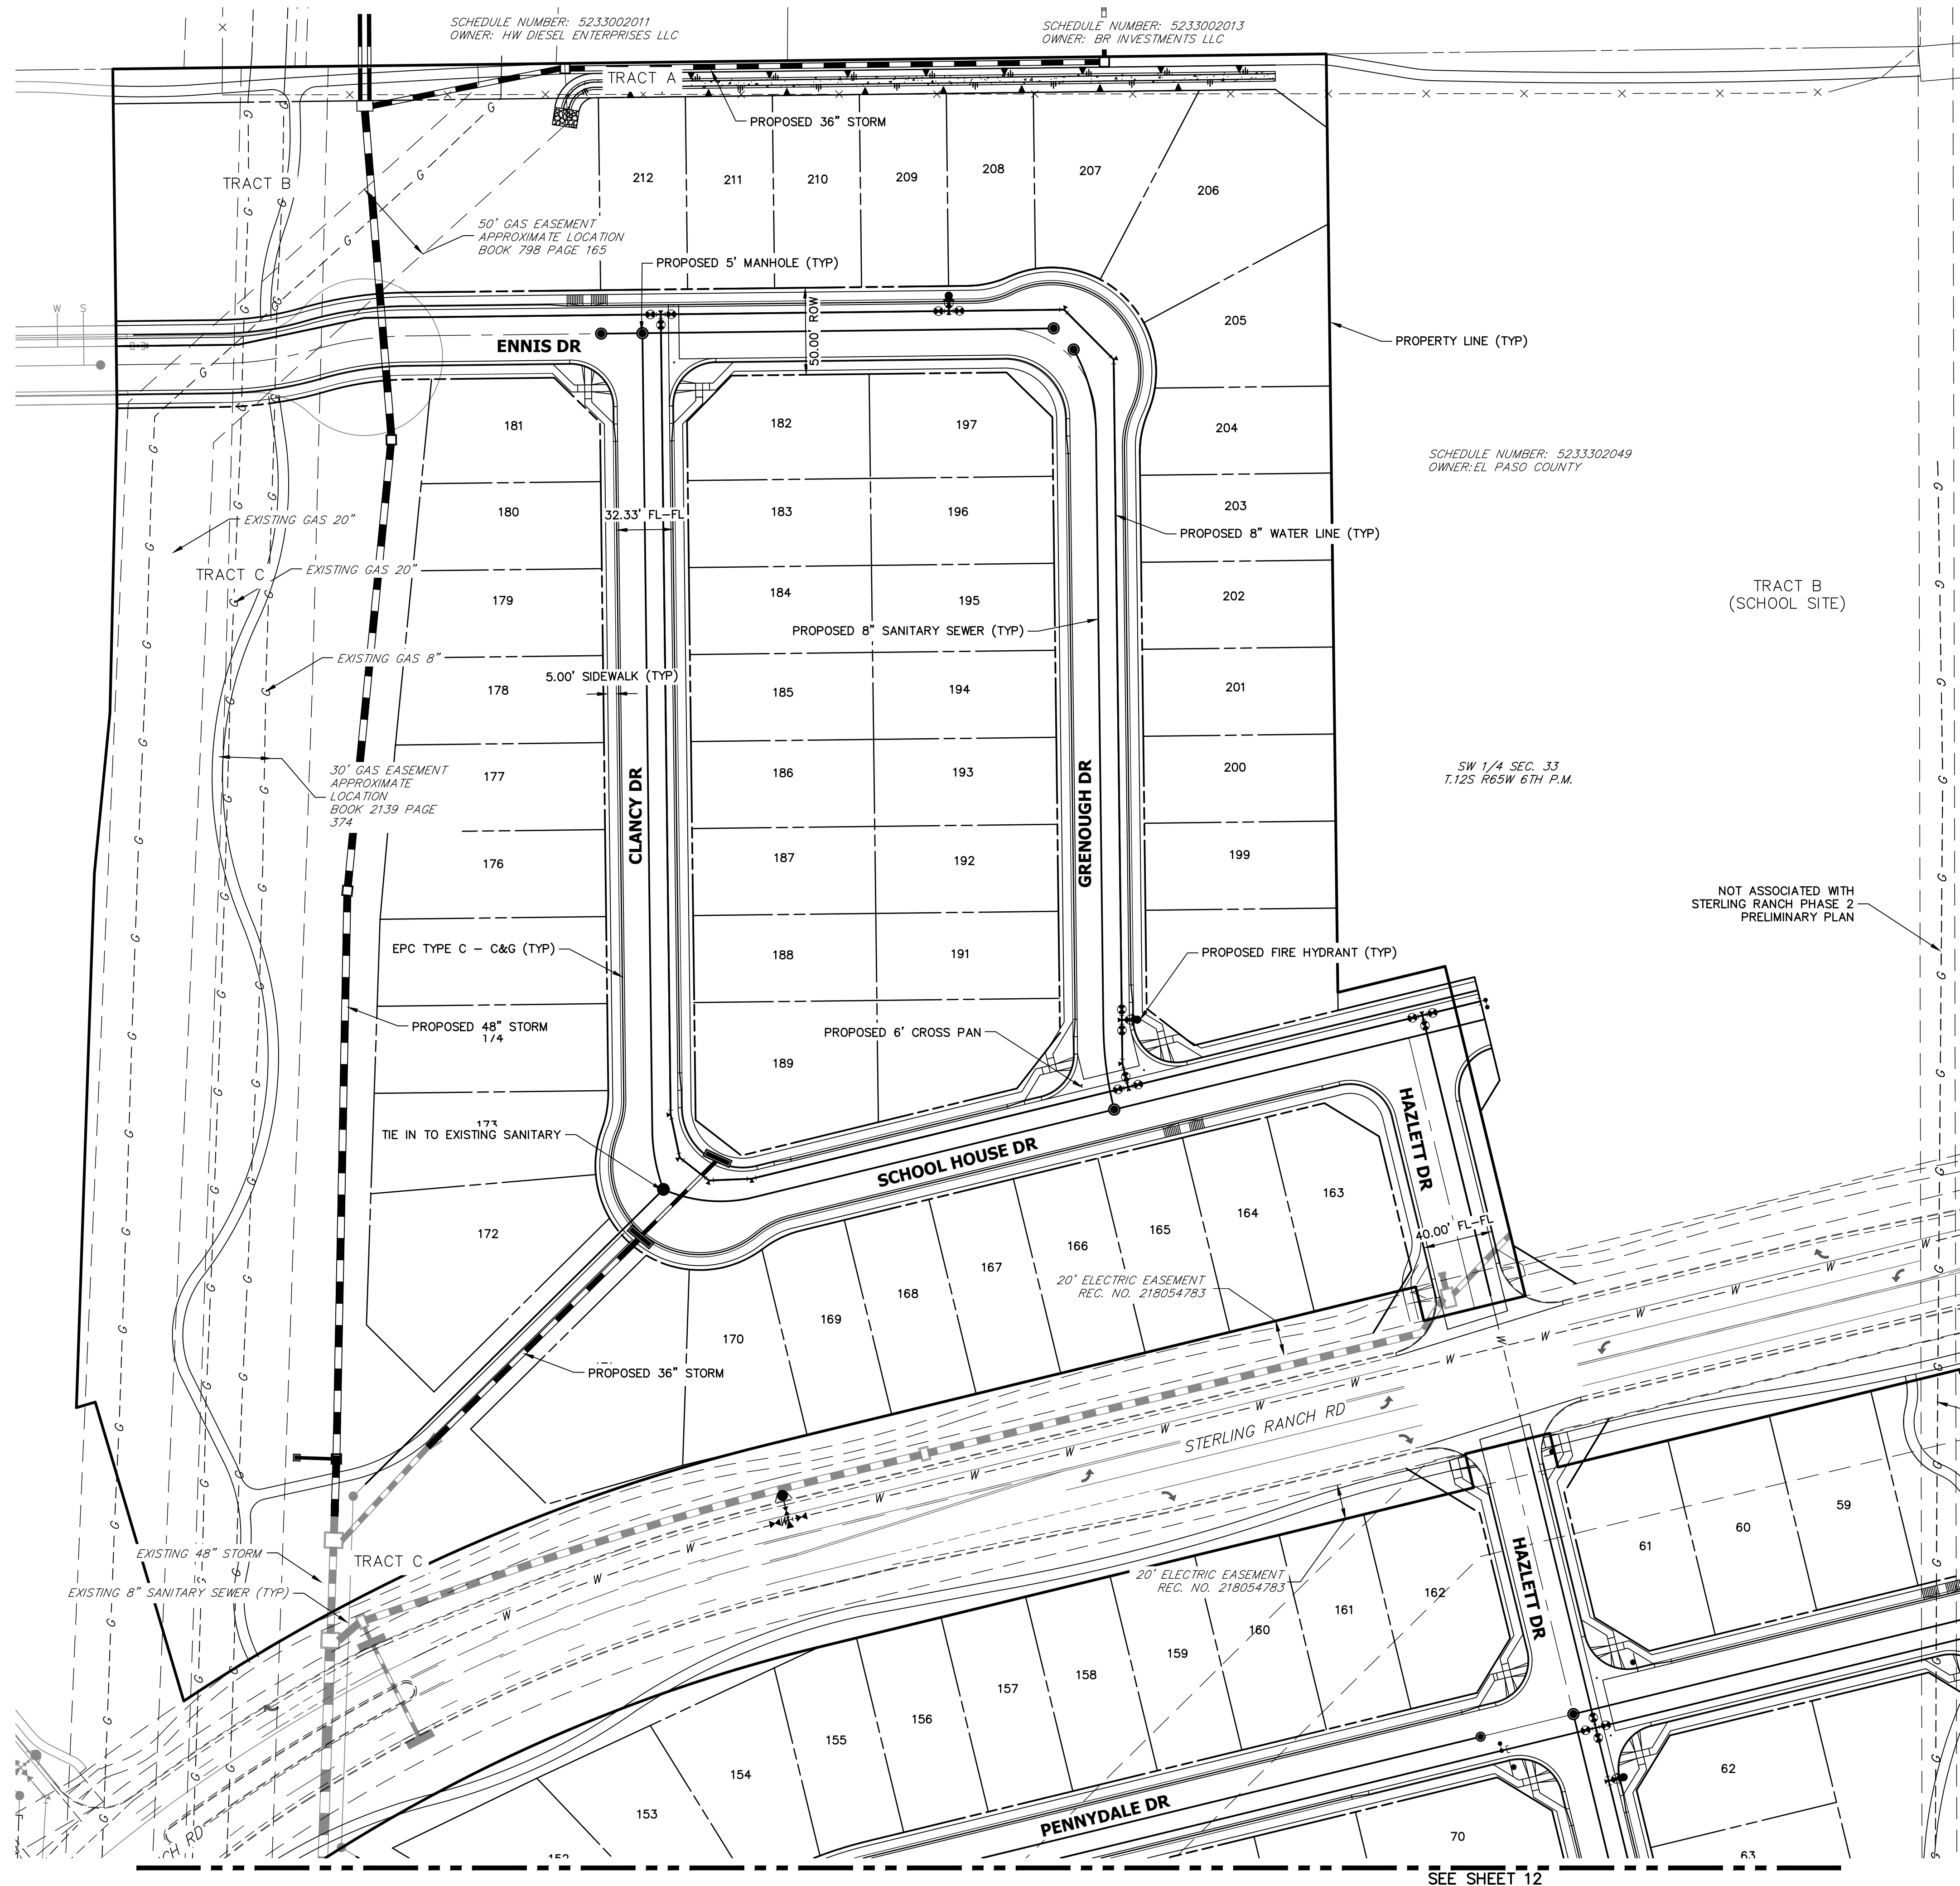 SCHEDULE NUMBER: 5233002011
OWNER: HW DIESEL ENTERPRISES LLC
SCHEDULE NUMBER: 5233002013
OWNER: BR INVESTMENTS LLC
TRACT A
PROPOSED 36" STORM
TRACT B
212
211
210
209
208
207
206
50' GAS EASEMENT
APPROXIMATE LOCATION
BOOK 798 PAGE 165
PROPOSED 5' MANHOLE (TYP)
W S
50.00' ROW
205
PROPERTY LINE (TYP)
ENNIS DR
181
182
197
204
SCHEDULE NUMBER: 5233302049
OWNER: EL PASO COUNTY
EXISTING GAS 20"
180
32.33' FL-FL
183
196
203
PROPOSED 8" WATER LINE (TYP)
TRACT C
EXISTING GAS 20"
179
184
195
202
TRACT B
(SCHOOL SITE)
PROPOSED 8" SANITARY SEWER (TYP)
EXISTING GAS 8"
178
5.00' SIDEWALK (TYP)
185
194
201
30' GAS EASEMENT
APPROXIMATE
LOCATION
BOOK 2139 PAGE
374
177
186
193
200
SW 1/4 SEC. 33
T.12S R65W 6TH P.M.
CLANCY DR
GRENOUGH DR
176
187
192
199
NOT ASSOCIATED WITH
STERLING RANCH PHASE 2
PRELIMINARY PLAN
EPC TYPE C - C&G (TYP)
188
191
PROPOSED FIRE HYDRANT (TYP)
PROPOSED 48" STORM
174
PROPOSED 6' CROSS PAN
189
173
TIE IN TO EXISTING SANITARY
SCHOOL HOUSE DR
HAZLETT DR
172
163
164
165
166
167
168
169
170
40.00' FL-FL
20' ELECTRIC EASEMENT
REC. NO. 218054783
PROPOSED 36" STORM
STERLING RANCH RD
EXISTING 48" STORM
TRACT C
EXISTING 8" SANITARY SEWER (TYP)
20' ELECTRIC EASEMENT
REC. NO. 218054783
HAZLETT DR
59
60
61
162
161
160
159
158
157
156
155
154
153
152
62
63
70
PENNYDALE DR
CH RD
SEE SHEET 12